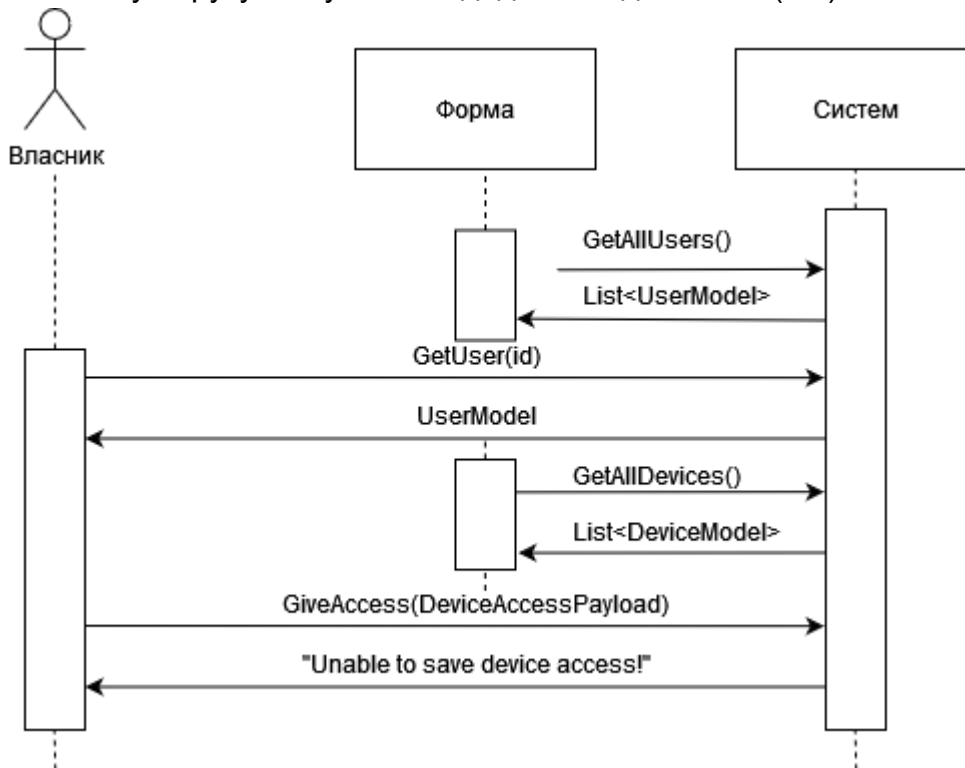 Власник
Форма
Систем
GetAllUsers()
List<UserModel>
GetUser(id)
UserModel
GetAllDevices()
List<DeviceModel>
GiveAccess(DeviceAccessPayload)
"Unable to save device access!"